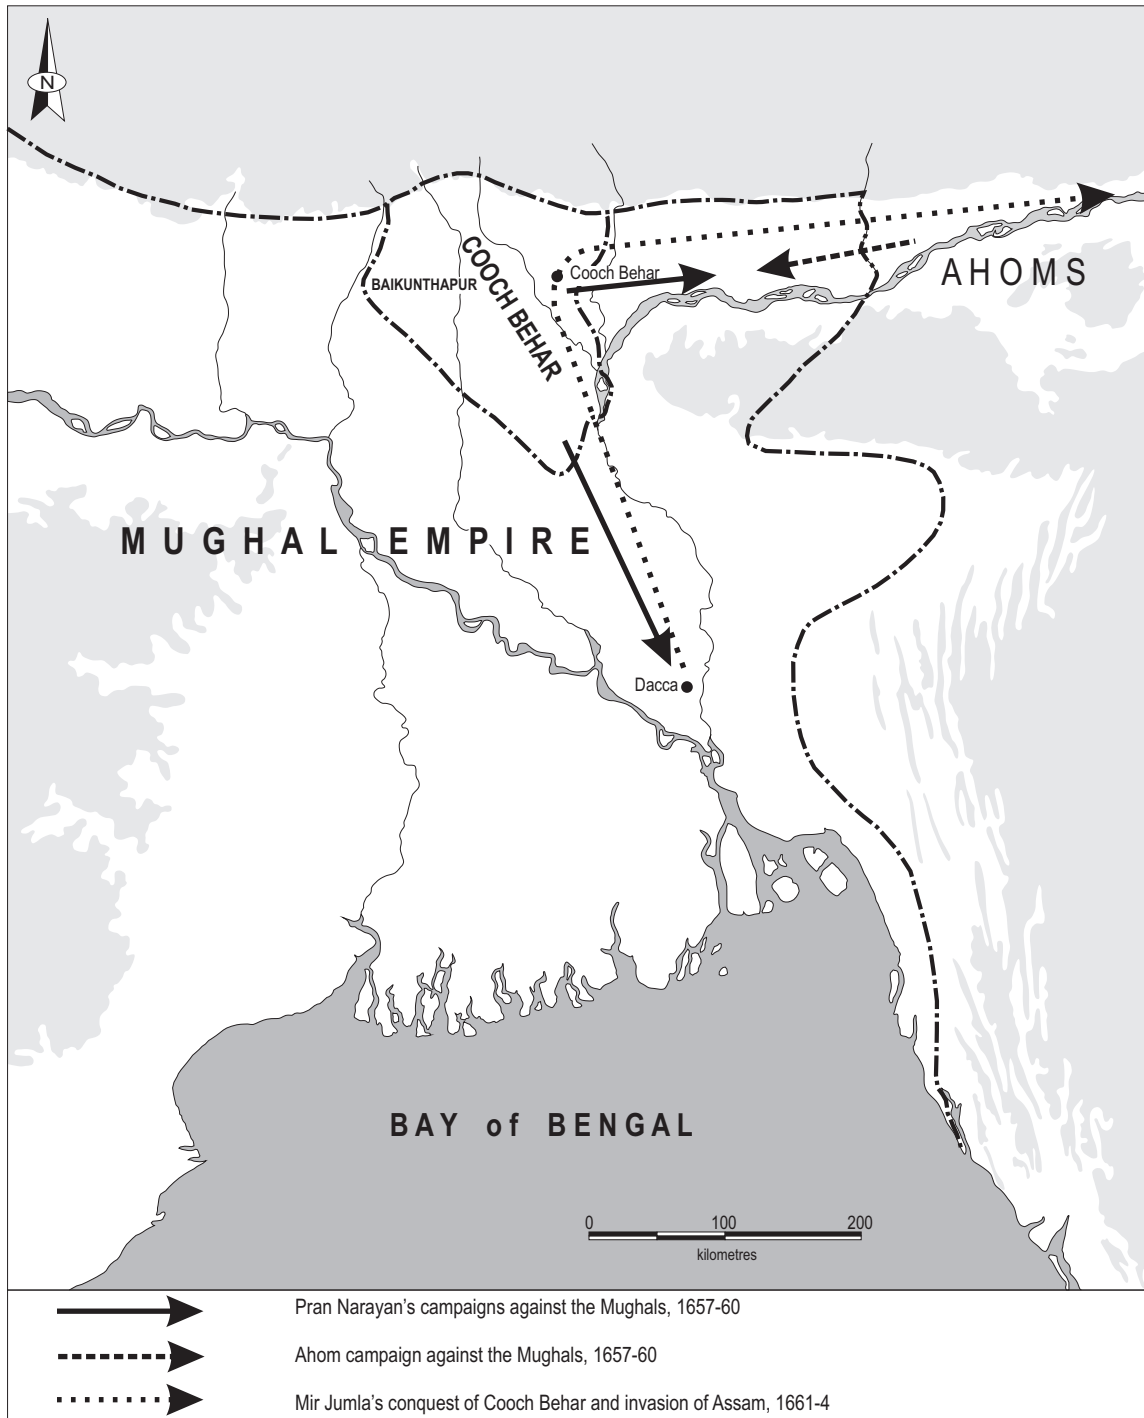 N
Cooch Behar
AHOMS
BAIKUNTHAPUR
COOCH BEHAR
MUGHAL EMPIRE
Dacca
BAY of BENGAL
0 100 200
kilometres
Pran Narayan's campaigns against the Mughals, 1657-60
Ahom campaign against the Mughals, 1657-60
Mir Jumla's conquest of Cooch Behar and invasion of Assam, 1661-4